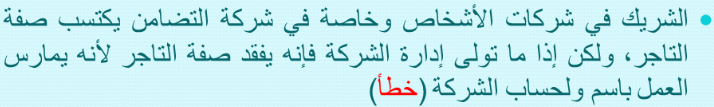 • الشريك في شركات الأشخاص وخاصة في شركة التضامن يكتسب صفة
التاجر، ولكن إذا ما تولى إدارة الشركة فإنه يفقد صفة التاجر لأنه يمارس
العمل باسم ولحساب الشركة (خطأ)